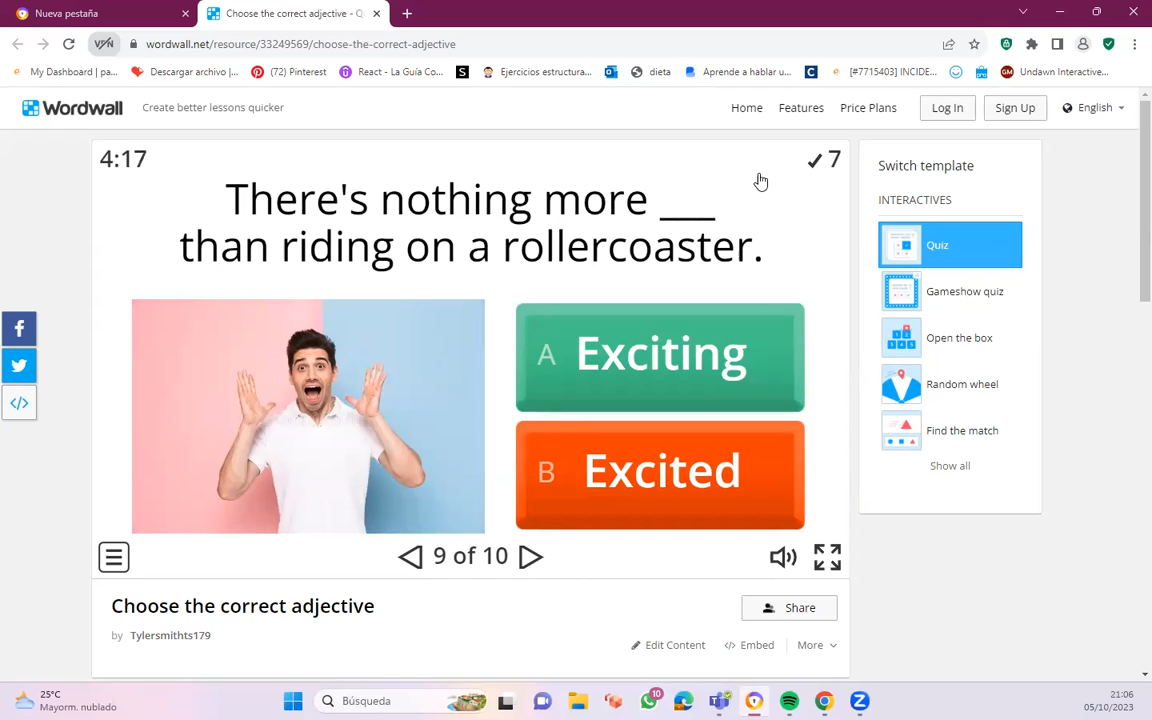 Nueva pestaña
Choose the correct adjective - Q
VPN
wordwall.net/resource/33249569/choose-the-correct-adjective
My Dashboard | pa...
Descargar archivo |...
(72) Pinterest
React - La Guía Co...
S
Ejercicios estructura...
dieta
Aprende a hablar u...
C
[#7715403] INCIDE...
GM
Undawn Interactive...
Wordwall
Create better lessons quicker
Home
Features
Price Plans
Log In
Sign Up
English
4:17
7
There's nothing more ___
than riding on a rollercoaster.
A Exciting
B Excited
9 of 10
Switch template
INTERACTIVES
Quiz
Gameshow quiz
Open the box
Random wheel
Find the match
Show all
Choose the correct adjective
by Tylersmithts179
Share
Edit Content
Embed
More
25°C
Mayorm. nublado
Búsqueda
10
21:06
05/10/2023